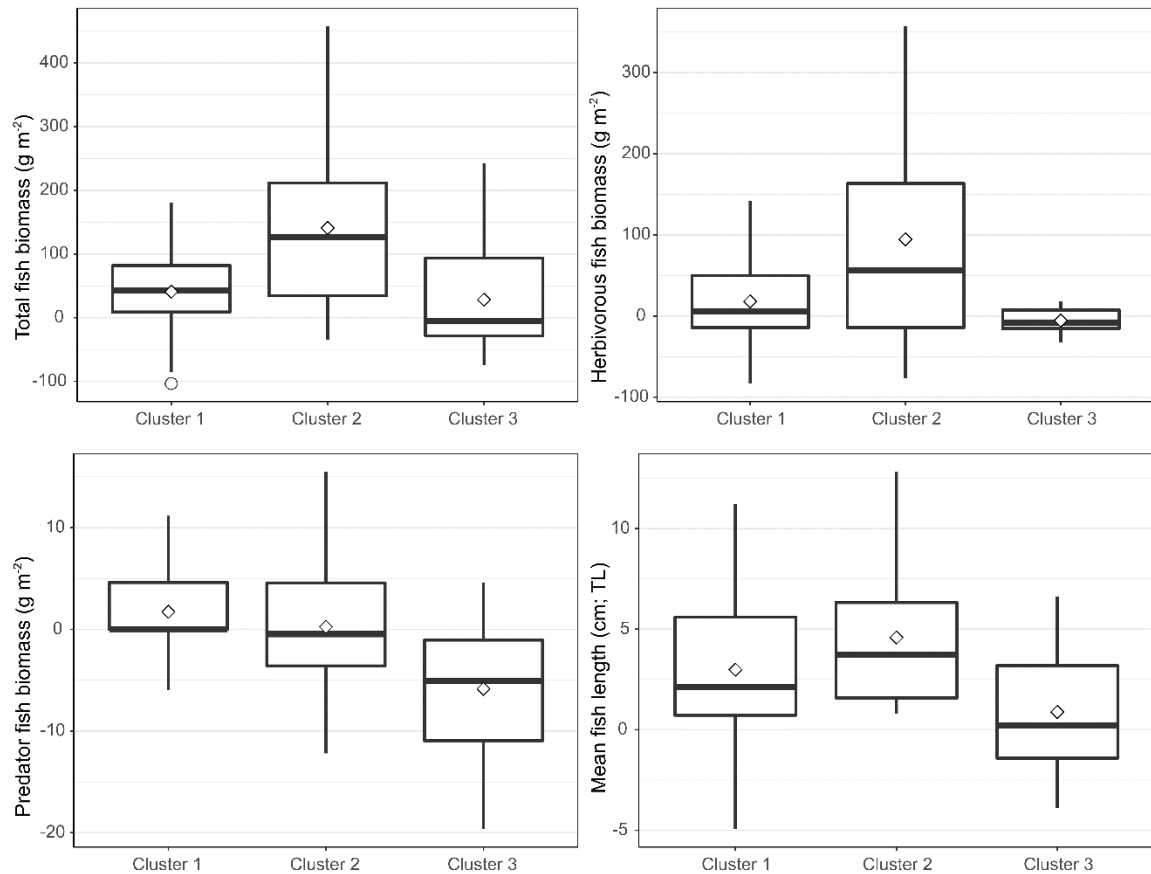 Total fish biomass (g m⁻²)
400
300
200
100
0
-100
Cluster 1 Cluster 2 Cluster 3
Herbivorous fish biomass (g m⁻²)
300
200
100
0
-100
Cluster 1 Cluster 2 Cluster 3
Predator fish biomass (g m⁻²)
10
0
-10
-20
Cluster 1 Cluster 2 Cluster 3
Mean fish length (cm; TL)
10
5
0
-5
Cluster 1 Cluster 2 Cluster 3